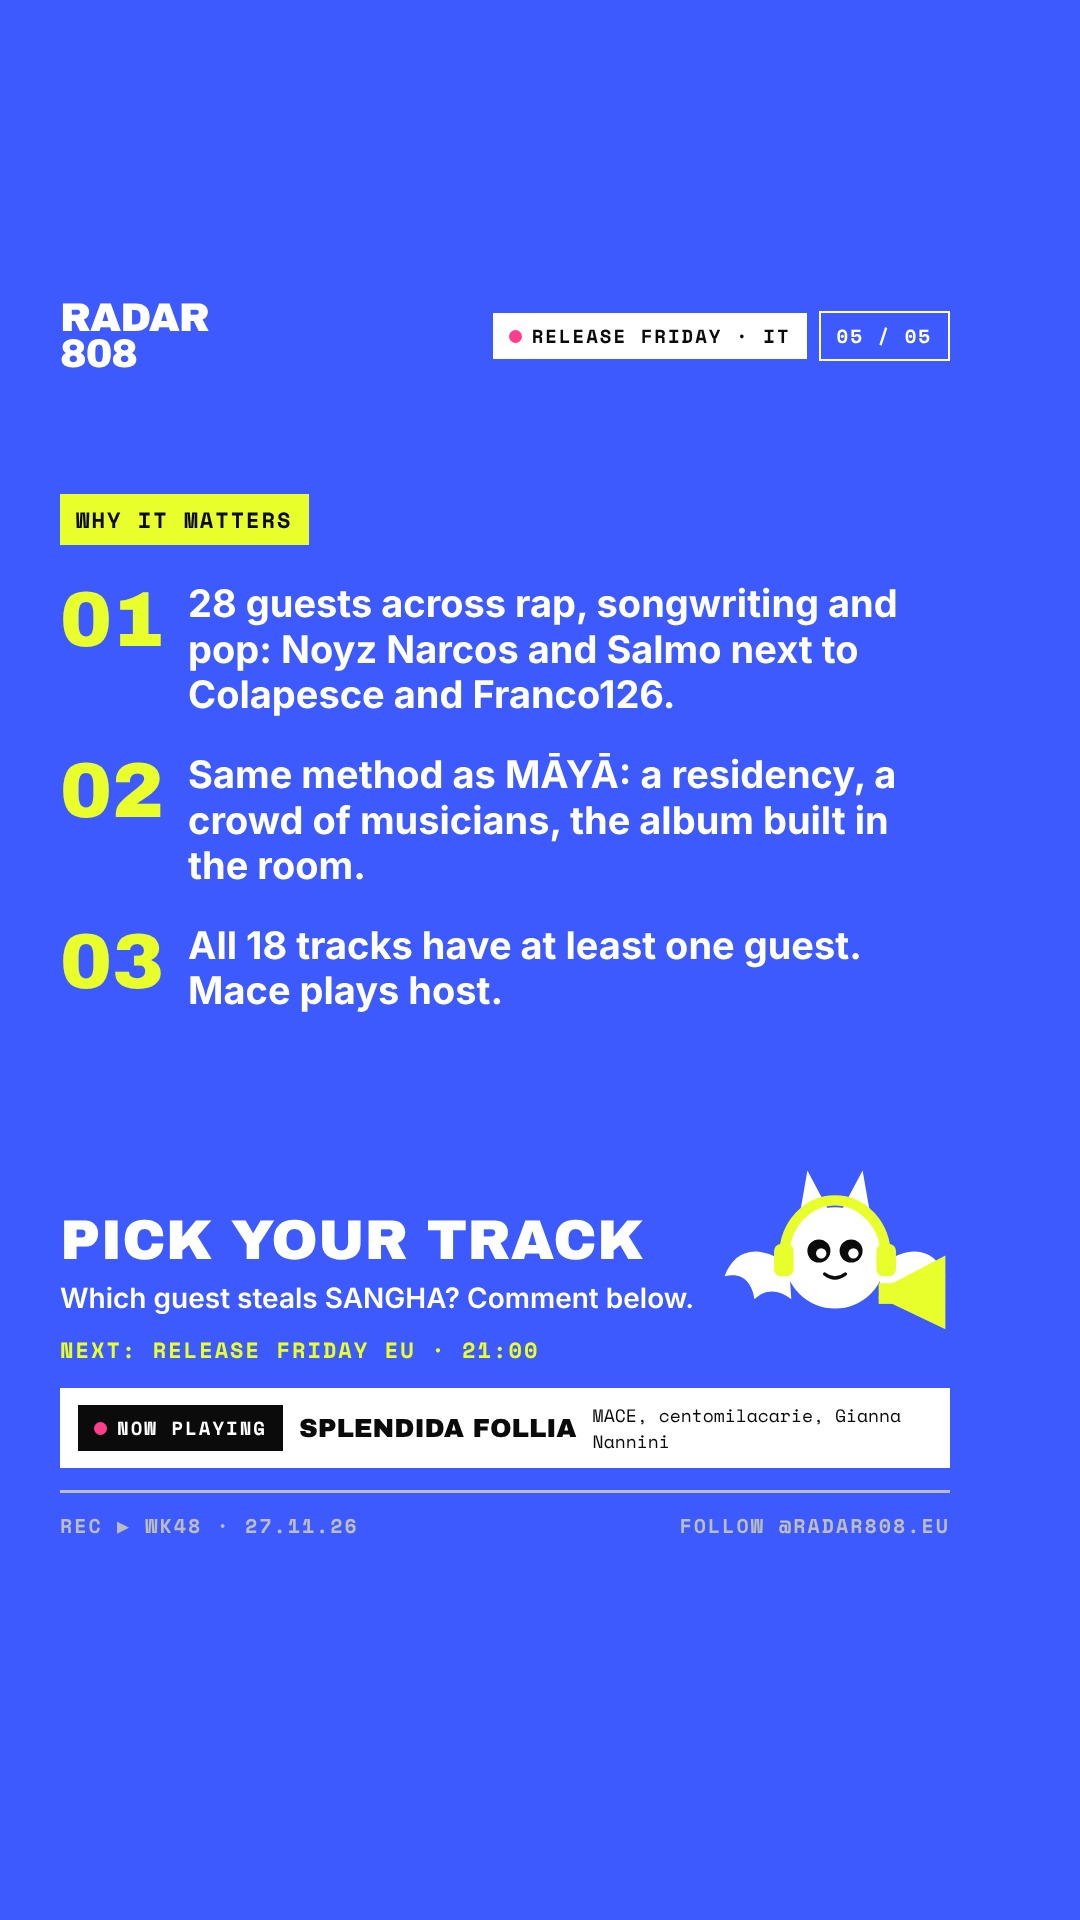 RADAR
808
RELEASE FRIDAY · IT
05 / 05
WHY IT MATTERS
01
28 guests across rap, songwriting and
pop: Noyz Narcos and Salmo next to
Colapesce and Franco126.
02
Same method as MĀYĀ: a residency, a
crowd of musicians, the album built in
the room.
03
All 18 tracks have at least one guest.
Mace plays host.
PICK YOUR TRACK
Which guest steals SANGHA? Comment below.
NEXT: RELEASE FRIDAY EU · 21:00
NOW PLAYING
SPLENDIDA FOLLIA
MACE, centomilacarie, Gianna
Nannini
REC ▶ WK48 · 27.11.26
FOLLOW @RADAR808.EU